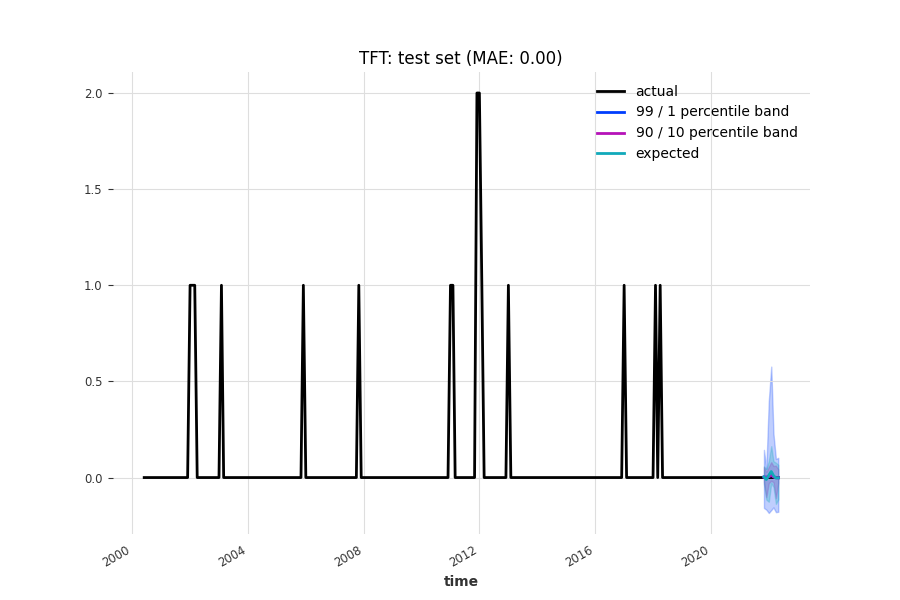 TFT: test set (MAE: 0.00)
actual
99 / 1 percentile band
90 / 10 percentile band
expected
2.0
1.5
1.0
0.5
0.0
2000
2004
2008
2012
2016
2020
time